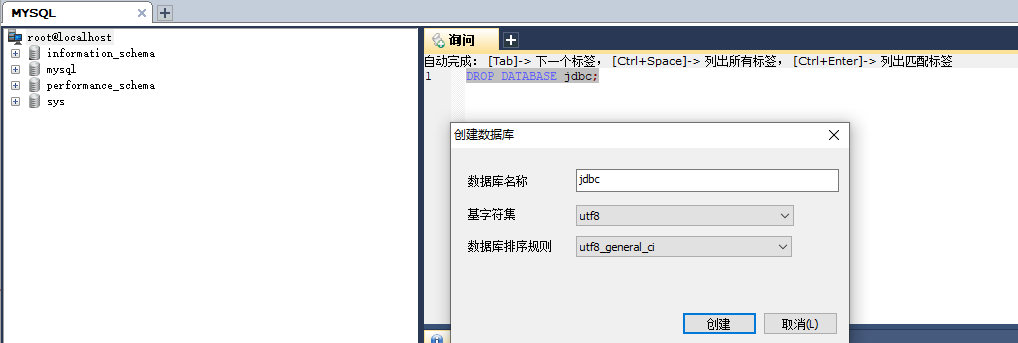 MYSQL
root@localhost
information_schema
mysql
performance_schema
sys
询问
自动完成: [Tab]-> 下一个标签, [Ctrl+Space]-> 列出所有标签, [Ctrl+Enter]-> 列出匹配标签
1 DROP DATABASE jdbc;
创建数据库
数据库名称 jdbc
基字符集 utf8
数据库排序规则 utf8_general_ci
创建 取消(L)